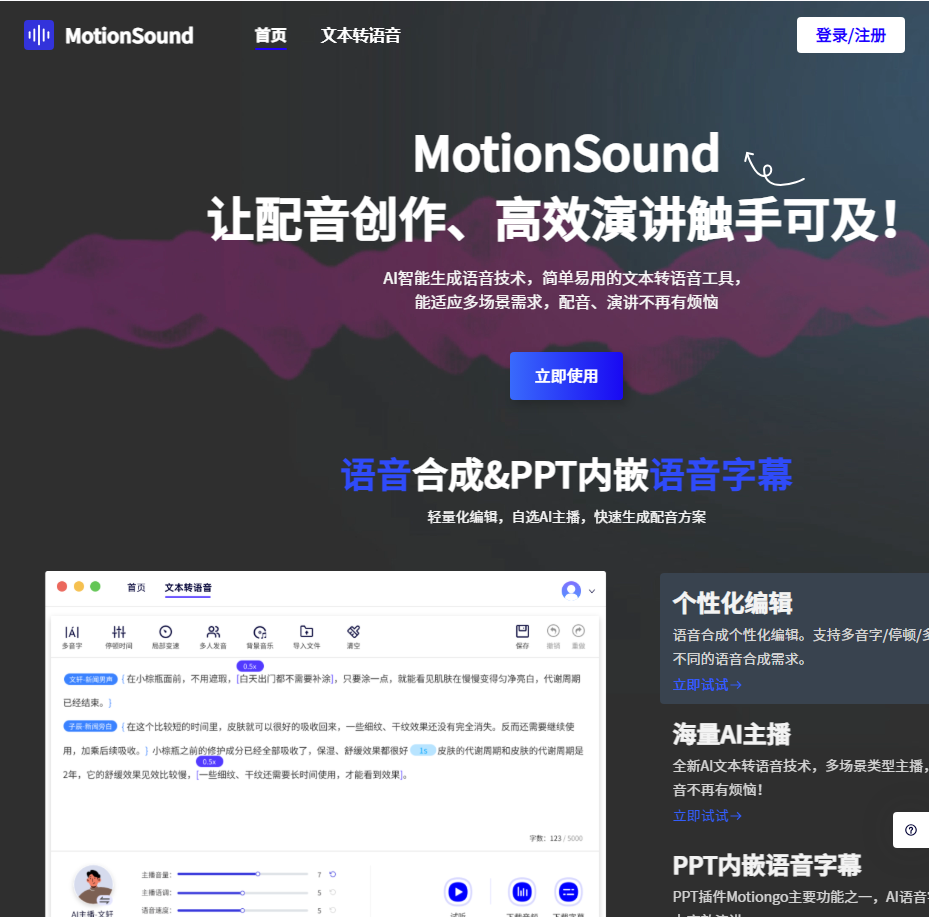 MotionSound
首页
文本转语音
登录/注册
MotionSound
让配音创作、高效演讲触手可及！
AI智能生成语音技术，简单易用的文本转语音工具，
能适应多场景需求，配音、演讲不再有烦恼
立即使用
语音合成&PPT内嵌语音字幕
轻量化编辑，自选AI主播，快速生成配音方案
首页
文本转语音
多音字
停顿时间
局部变速
多人发音
背景音乐
导入文件
清空
保存
撤销
重做
0.5x
文轩-新闻男声 { 在小棕瓶面前，不用遮瑕，[白天出门都不需要补涂]，只要涂一点，就能看见肌肤在慢慢变得匀净亮白，代谢周期
已经结束。}
子辰-新闻旁白 { 在这个比较短的时间里，皮肤就可以很好的吸收回来，一些细纹、干纹效果还没有完全消失。反而还需要继续使
用，加乘后续吸收。} 小棕瓶之前的修护成分已经全部吸收了，保湿、舒缓效果都很好 1s 皮肤的代谢周期和皮肤的代谢周期是
0.5x
2年，它的舒缓效果见效比较慢，[一些细纹、干纹还需要长时间使用，才能看到效果]。
字数：123 / 5000
AI主播·文轩
主播音量： 7
主播语调： 5
语音速度： 5
个性化编辑
语音合成个性化编辑。支持多音字/停顿/多
不同的语音合成需求。
立即试试→
海量AI主播
全新AI文本转语音技术，多场景类型主播，
音不再有烦恼！
立即试试→
PPT内嵌语音字幕
PPT插件Motiongo主要功能之一，AI语音